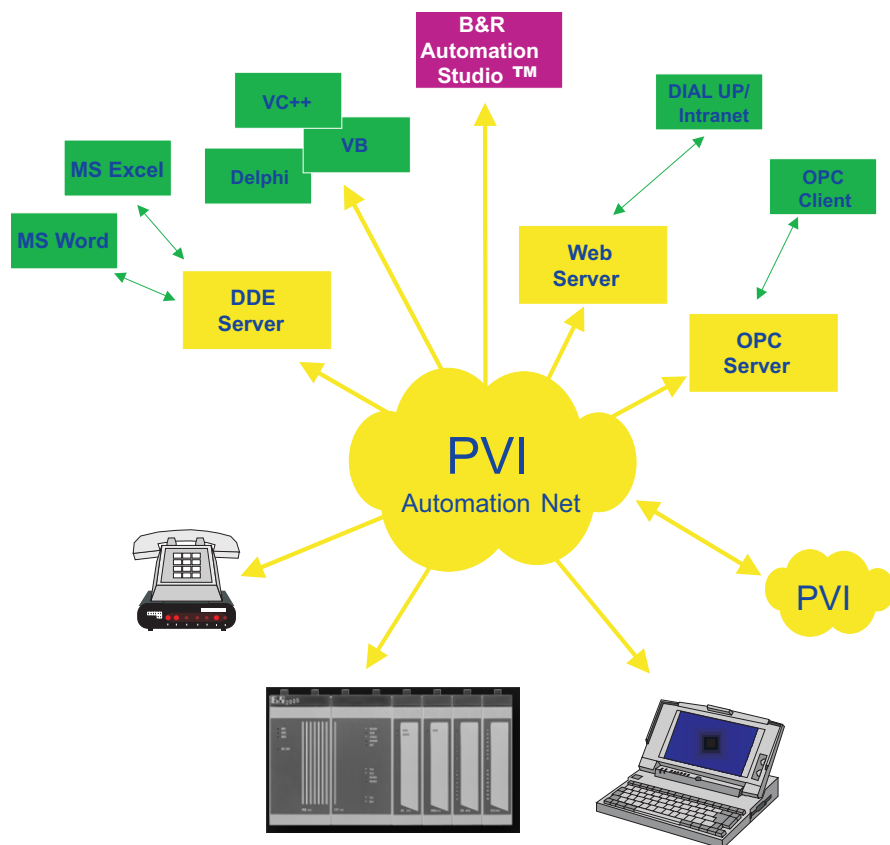 B&R
Automation
Studio ™
VC++
VB
Delphi
DIAL UP/
Intranet
MS Excel
OPC
Client
MS Word
Web
Server
DDE
Server
OPC
Server
PVI
Automation Net
PVI